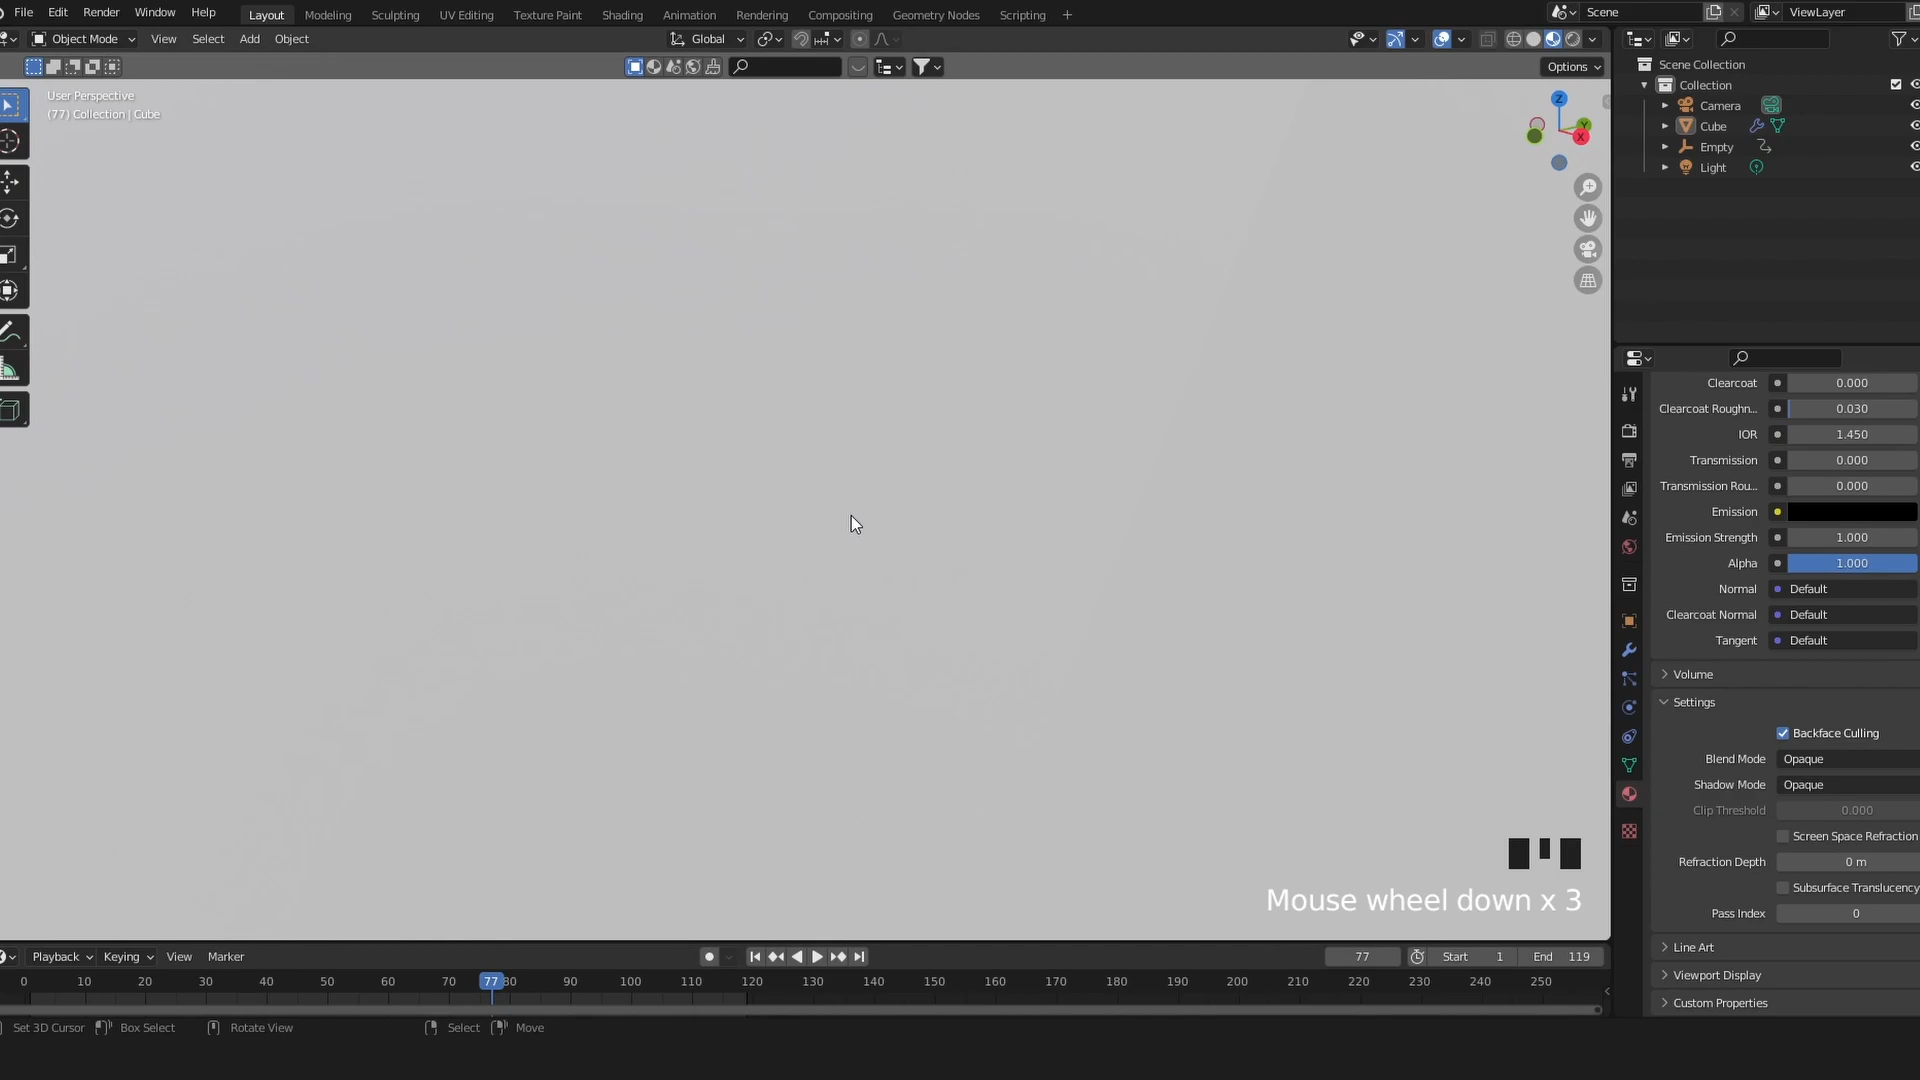 File Edit Render Window Help Layout Modeling Sculpting UV Editing Texture Paint Shading Animation Rendering Compositing Geometry Nodes Scripting + Scene ViewLayer
Object Mode View Select Add Object Global
Options
User Perspective
(77) Collection | Cube
Z
Y
X
Scene Collection
Collection
Camera
Cube
Empty
Light
Clearcoat 0.000
Clearcoat Roughn... 0.030
IOR 1.450
Transmission 0.000
Transmission Rou... 0.000
Emission
Emission Strength 1.000
Alpha 1.000
Normal Default
Clearcoat Normal Default
Tangent Default
Volume
Settings
Backface Culling
Blend Mode Opaque
Shadow Mode Opaque
Clip Threshold 0.000
Screen Space Refraction
Refraction Depth 0 m
Subsurface Translucency
Pass Index 0
Line Art
Viewport Display
Custom Properties
Mouse wheel down x 3
Playback Keying View Marker 77 Start 1 End 119
0 10 20 30 40 50 60 70 77 80 90 100 110 120 130 140 150 160 170 180 190 200 210 220 230 240 250
Set 3D Cursor Box Select Rotate View Select Move